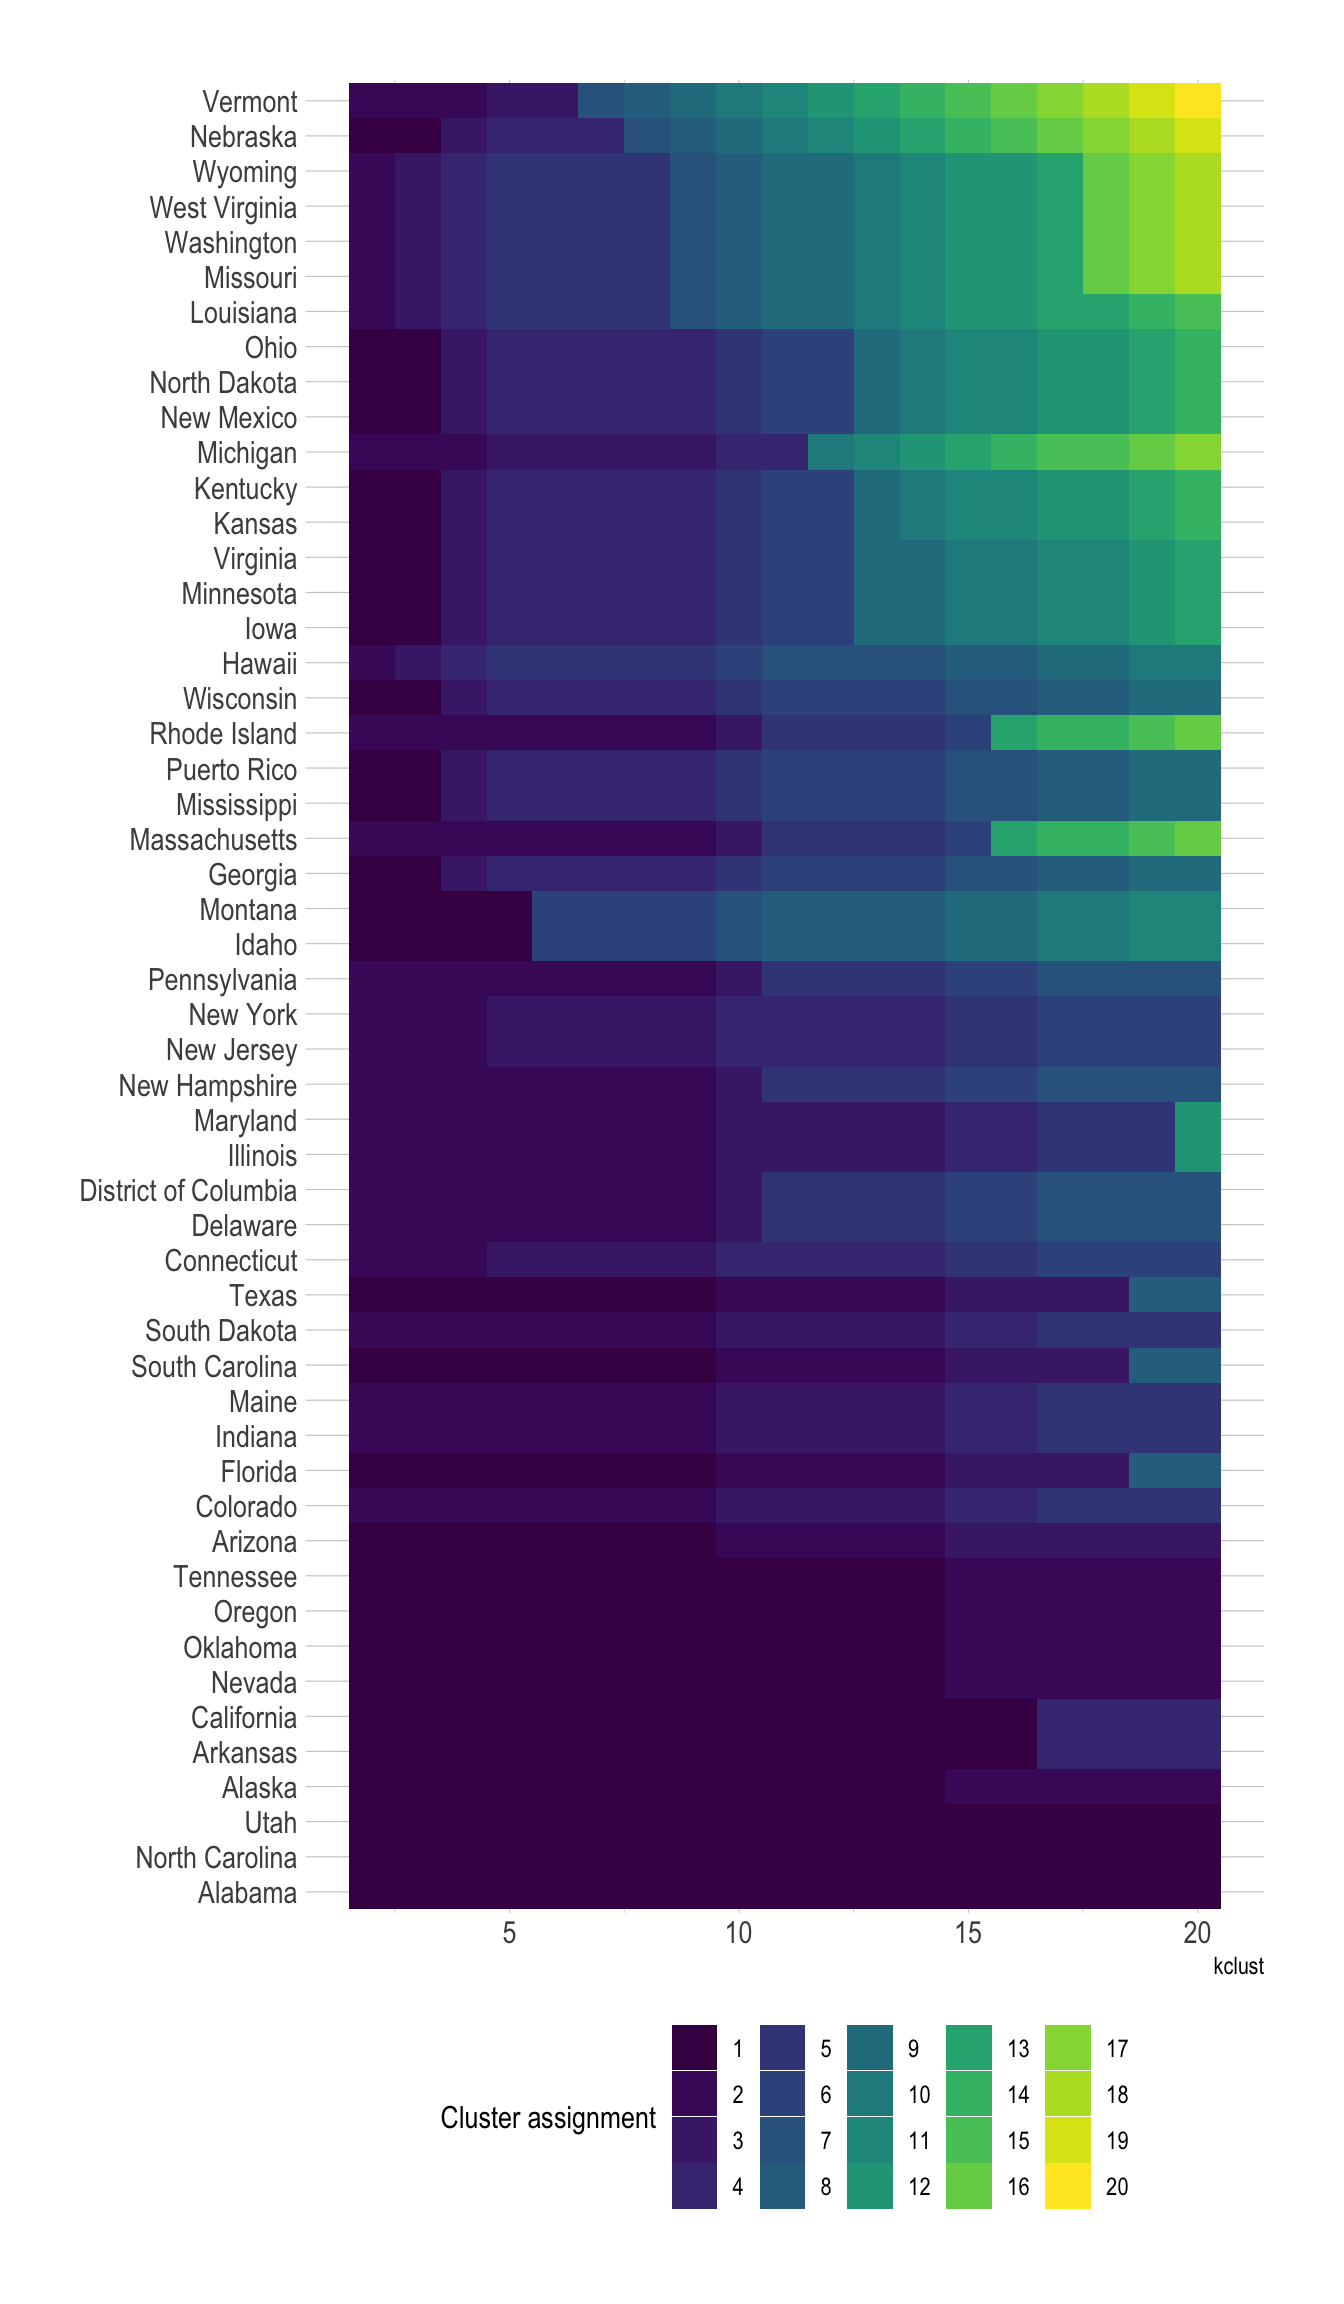 Vermont
Nebraska
Wyoming
West Virginia
Washington
Missouri
Louisiana
Ohio
North Dakota
New Mexico
Michigan
Kentucky
Kansas
Virginia
Minnesota
Iowa
Hawaii
Wisconsin
Rhode Island
Puerto Rico
Mississippi
Massachusetts
Georgia
Montana
Idaho
Pennsylvania
New York
New Jersey
New Hampshire
Maryland
Illinois
District of Columbia
Delaware
Connecticut
Texas
South Dakota
South Carolina
Maine
Indiana
Florida
Colorado
Arizona
Tennessee
Oregon
Oklahoma
Nevada
California
Arkansas
Alaska
Utah
North Carolina
Alabama
5 10 15 20
kclust
Cluster assignment
1 5 9 13 17
2 6 10 14 18
3 7 11 15 19
4 8 12 16 20